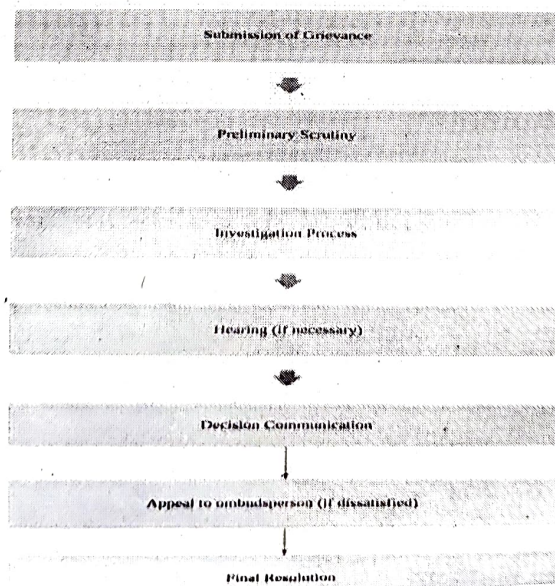 Submission of Grievance
Preliminary Scrutiny
Investigation Process
Hearing (if necessary)
Decision Communication
Appeal to ombudsperson (if dissatisfied)
Final Resolution